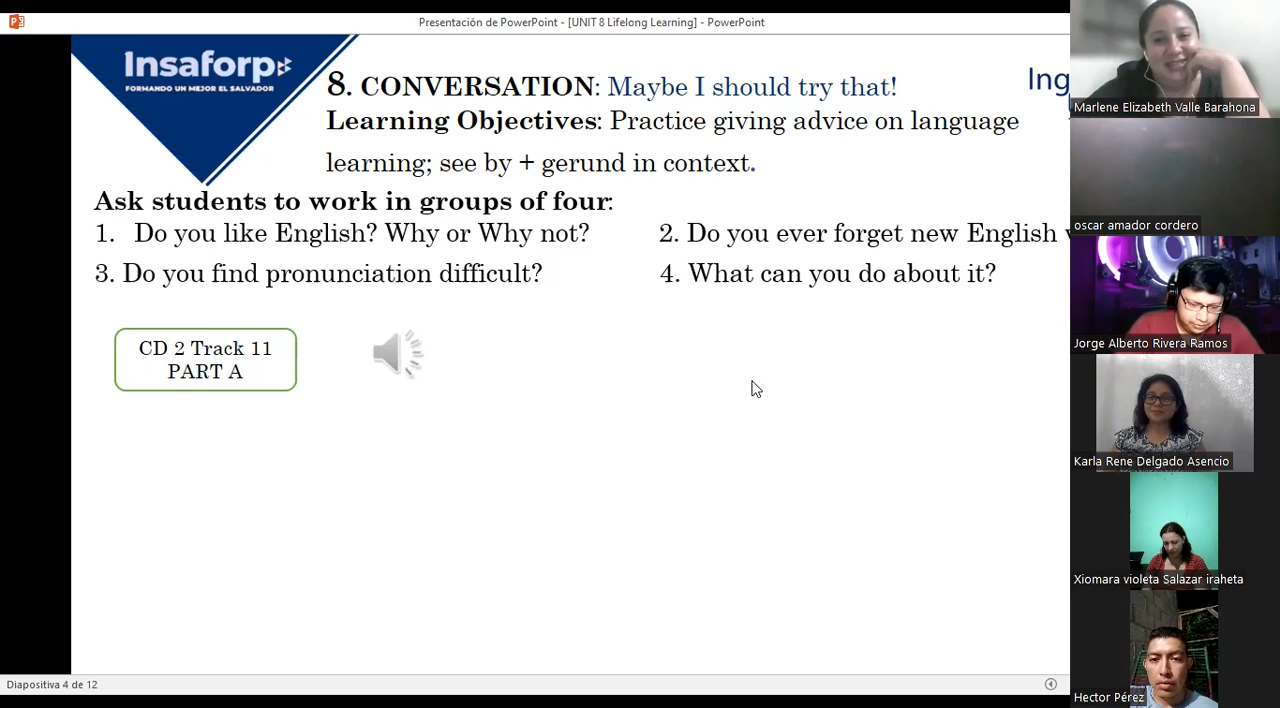 Presentación de PowerPoint - [UNIT 8 Lifelong Learning] - PowerPoint
Insaforp
FORMANDO UN MEJOR EL SALVADOR
8. CONVERSATION: Maybe I should try that!
Ing
Learning Objectives: Practice giving advice on language
learning; see by + gerund in context.
Ask students to work in groups of four:
1. Do you like English? Why or Why not?
2. Do you ever forget new English
3. Do you find pronunciation difficult?
4. What can you do about it?
CD 2 Track 11
PART A
Diapositiva 4 de 12
Marlene Elizabeth Valle Barahona
oscar amador cordero
Jorge Alberto Rivera Ramos
Karla Rene Delgado Asencio
Xiomara violeta Salazar iraheta
Hector Pérez